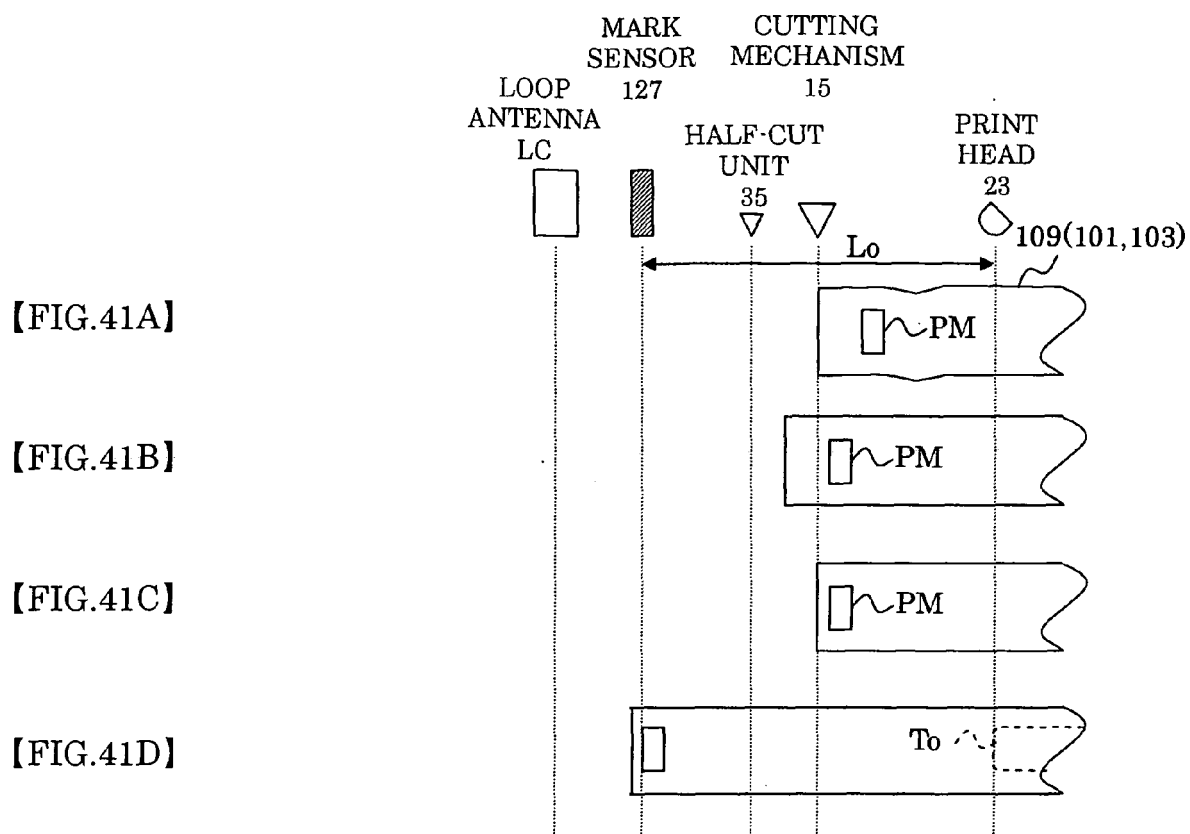 MARK
SENSOR
127
CUTTING
MECHANISM
15
LOOP
ANTENNA
LC
HALF-CUT
UNIT
35
PRINT
HEAD
23
Lo
109(101,103)
【FIG.41A】
PM
【FIG.41B】
PM
【FIG.41C】
PM
【FIG.41D】
To